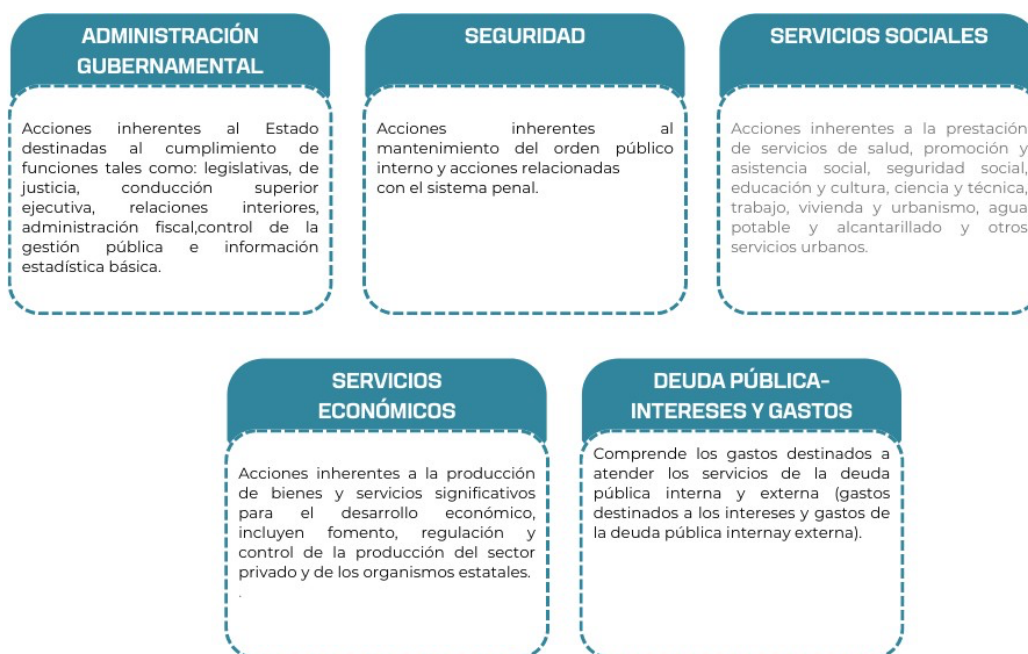 ADMINISTRACIÓN
GUBERNAMENTAL
Acciones inherentes al Estado
destinadas al cumplimiento de
funciones tales como: legislativas, de
justicia, conducción superior
ejecutiva, relaciones interiores,
administración fiscal,control de la
gestión pública e información
estadística básica.
SEGURIDAD
Acciones inherentes al
mantenimiento del orden público
interno y acciones relacionadas
con el sistema penal.
SERVICIOS SOCIALES
Acciones inherentes a la prestación
de servicios de salud, promoción y
asistencia social, seguridad social,
educación y cultura, ciencia y técnica,
trabajo, vivienda y urbanismo, agua
potable y alcantarillado y otros
servicios urbanos.
SERVICIOS
ECONÓMICOS
Acciones inherentes a la producción
de bienes y servicios significativos
para el desarrollo económico,
incluyen fomento, regulación y
control de la producción del sector
privado y de los organismos estatales.
.
DEUDA PÚBLICA-
INTERESES Y GASTOS
Comprende los gastos destinados a
atender los servicios de la deuda
pública interna y externa (gastos
destinados a los intereses y gastos de
la deuda pública internay externa).